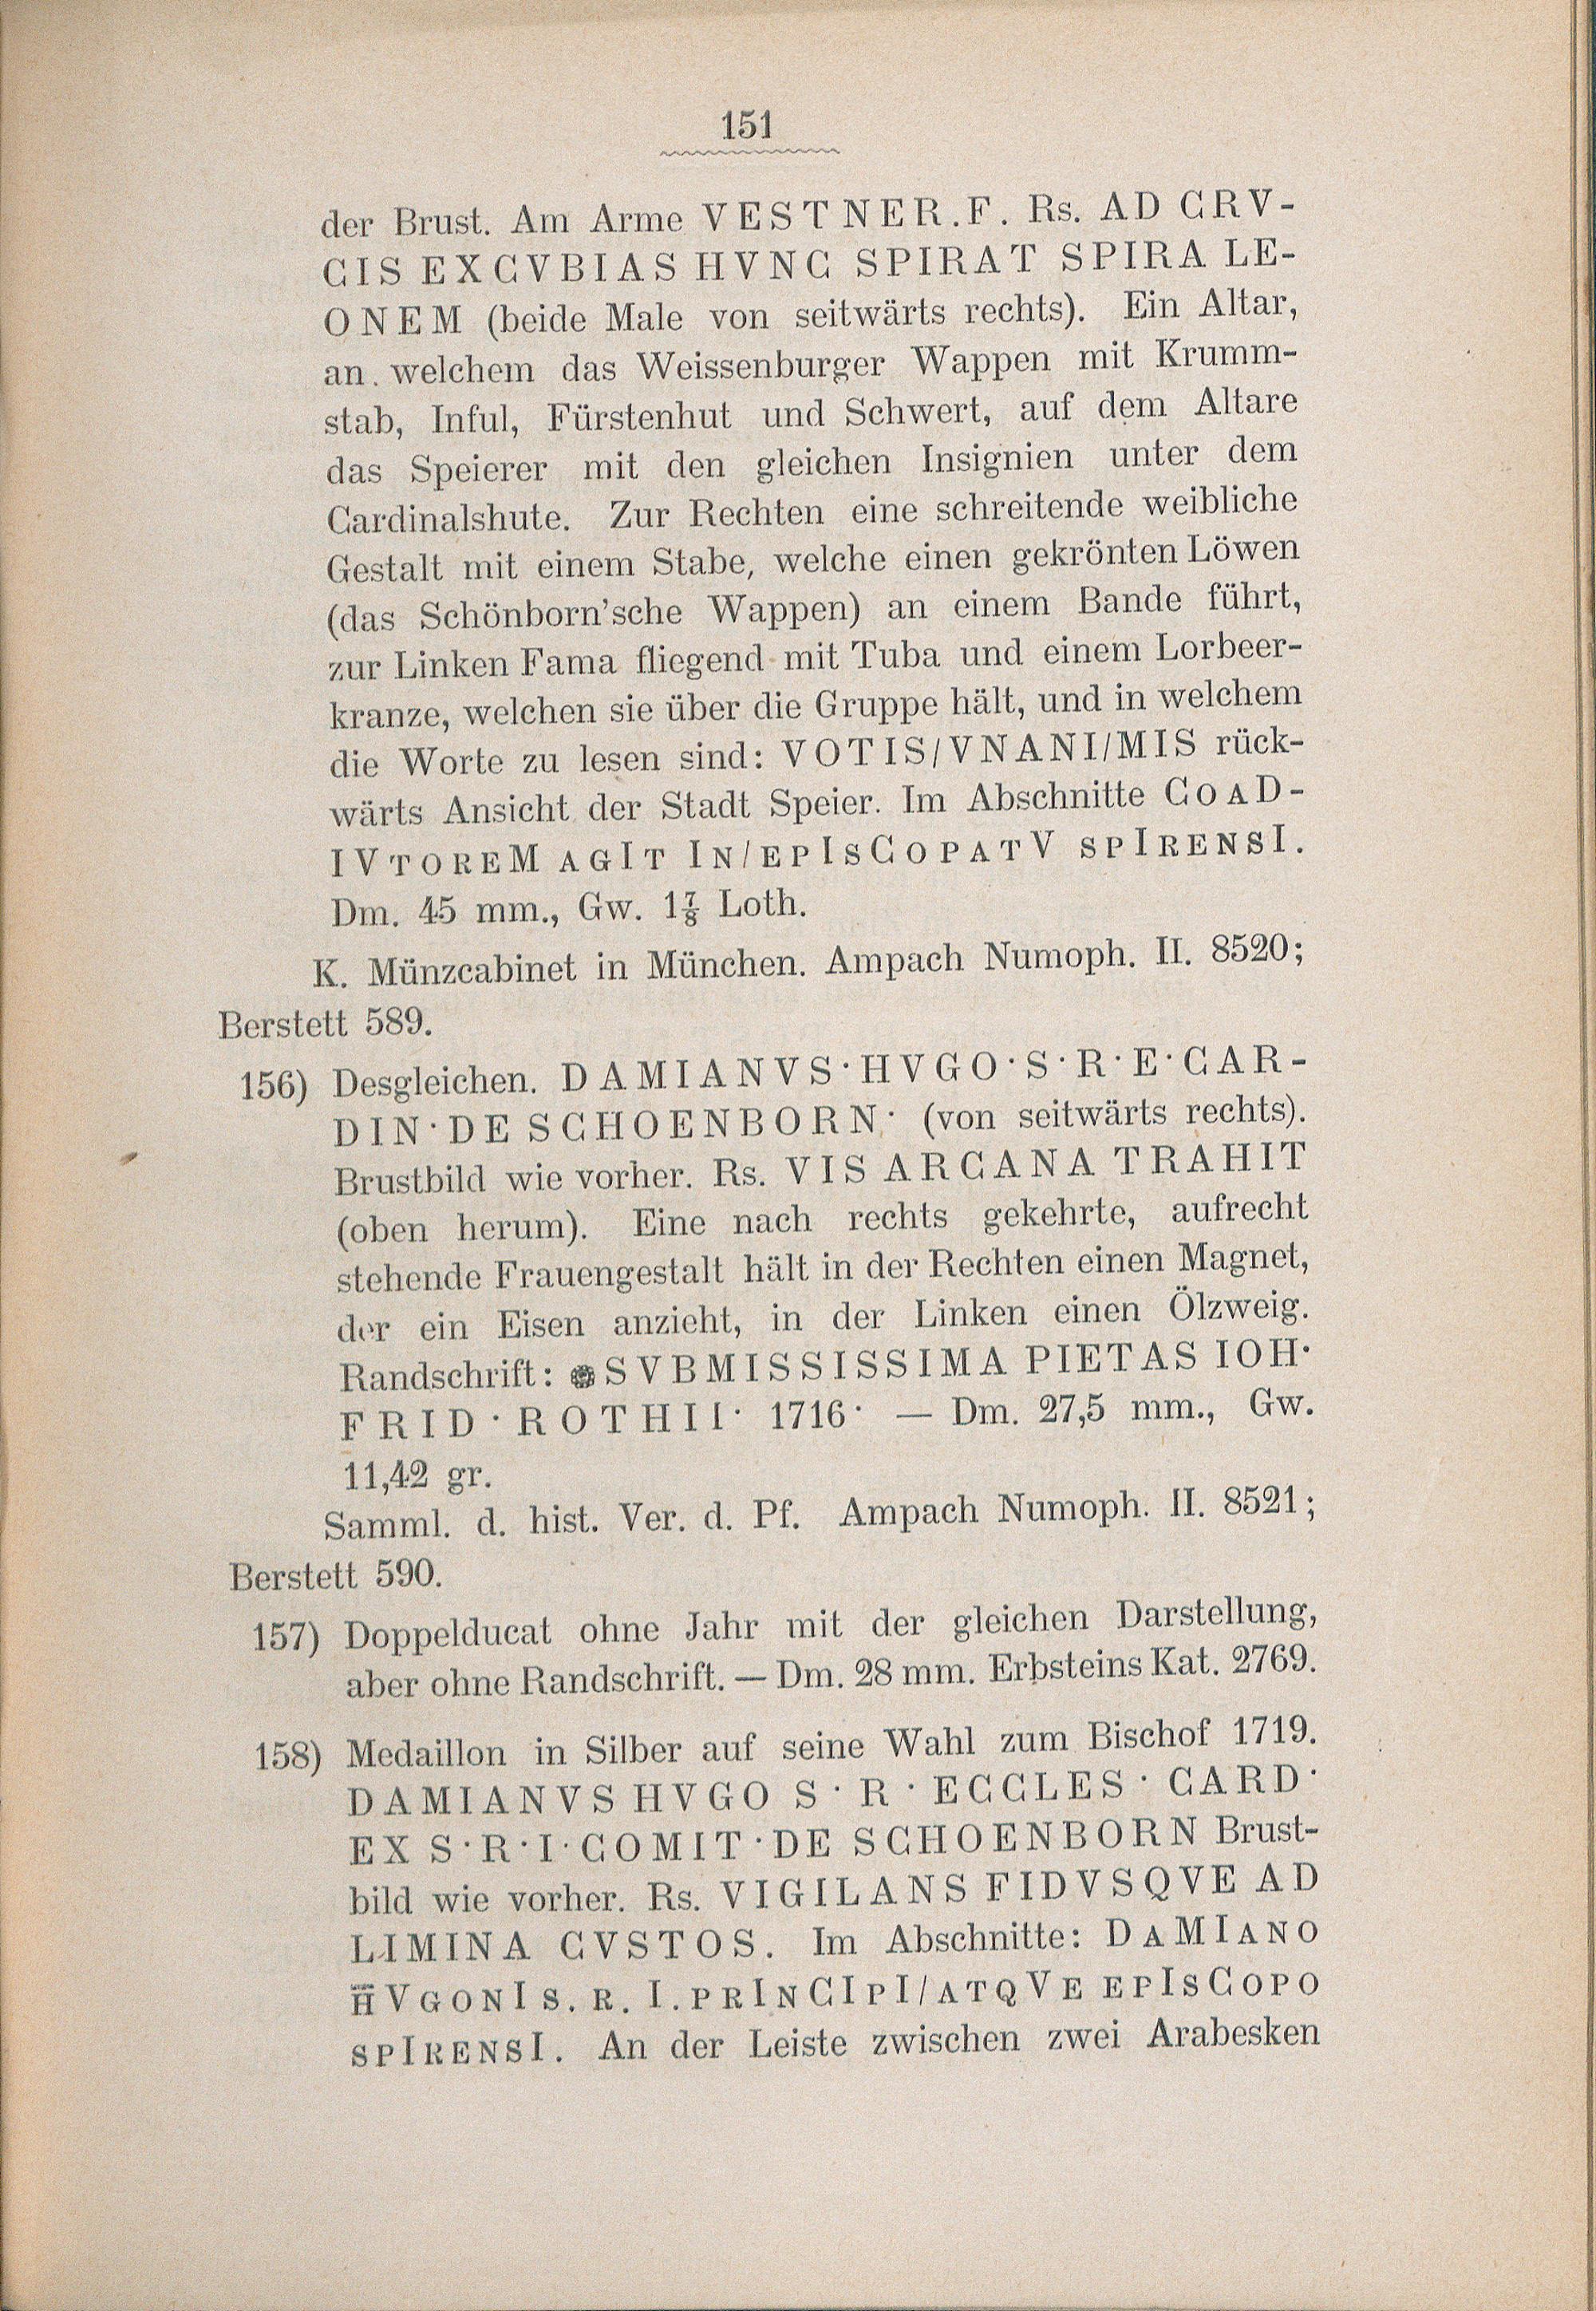 151
der Brust. Am Arme VESTNER.F. Rs. AD CRV-
CIS EXCVBIAS HVNC SPIRAT SPIRA LE-
ONEM (beide Male von seitwärts rechts). Ein Altar,
an welchem das Weissenburger Wappen mit Krumm-
stab, Inful, Fürstenhut und Schwert, auf dem Altare
das Speierer mit den gleichen Insignien unter dem
Cardinalshute. Zur Rechten eine schreitende weibliche
Gestalt mit einem Stabe, welche einen gekrönten Löwen
(das Schönborn'sche Wappen) an einem Bande führt,
zur Linken Fama fliegend mit Tuba und einem Lorbeer-
kranze, welchen sie über die Gruppe hält, und in welchem
die Worte zu lesen sind: VOTIS/VNANI/MIS rück-
wärts Ansicht der Stadt Speier. Im Abschnitte CoaD-
IVtoreM agIt In/epIsCopatV spIrensI.
Dm. 45 mm., Gw. 1⅞ Loth.
K. Münzcabinet in München. Ampach Numoph. II. 8520;
Berstett 589.
156) Desgleichen. DAMIANVS·HVGO·S·R·E·CAR-
DIN·DE SCHOENBORN· (von seitwärts rechts).
Brustbild wie vorher. Rs. VIS ARCANA TRAHIT
(oben herum). Eine nach rechts gekehrte, aufrecht
stehende Frauengestalt hält in der Rechten einen Magnet,
der ein Eisen anzieht, in der Linken einen Ölzweig.
Randschrift: ❁SVBMISSISSIMA PIETAS IOH·
FRID·ROTHII· 1716· — Dm. 27,5 mm., Gw.
11,42 gr.
Samml. d. hist. Ver. d. Pf. Ampach Numoph. II. 8521;
Berstett 590.
157) Doppelducat ohne Jahr mit der gleichen Darstellung,
aber ohne Randschrift. — Dm. 28 mm. Erbsteins Kat. 2769.
158) Medaillon in Silber auf seine Wahl zum Bischof 1719.
DAMIANVS HVGO S·R·ECCLES·CARD·
EX S·R·I·COMIT·DE SCHOENBORN Brust-
bild wie vorher. Rs. VIGILANS FIDVSQVE AD
LIMINA CVSTOS. Im Abschnitte: DaMIano
hVgonI s. r. I. prInCIpI/atqVe epIsCopo
spIrensI. An der Leiste zwischen zwei Arabesken